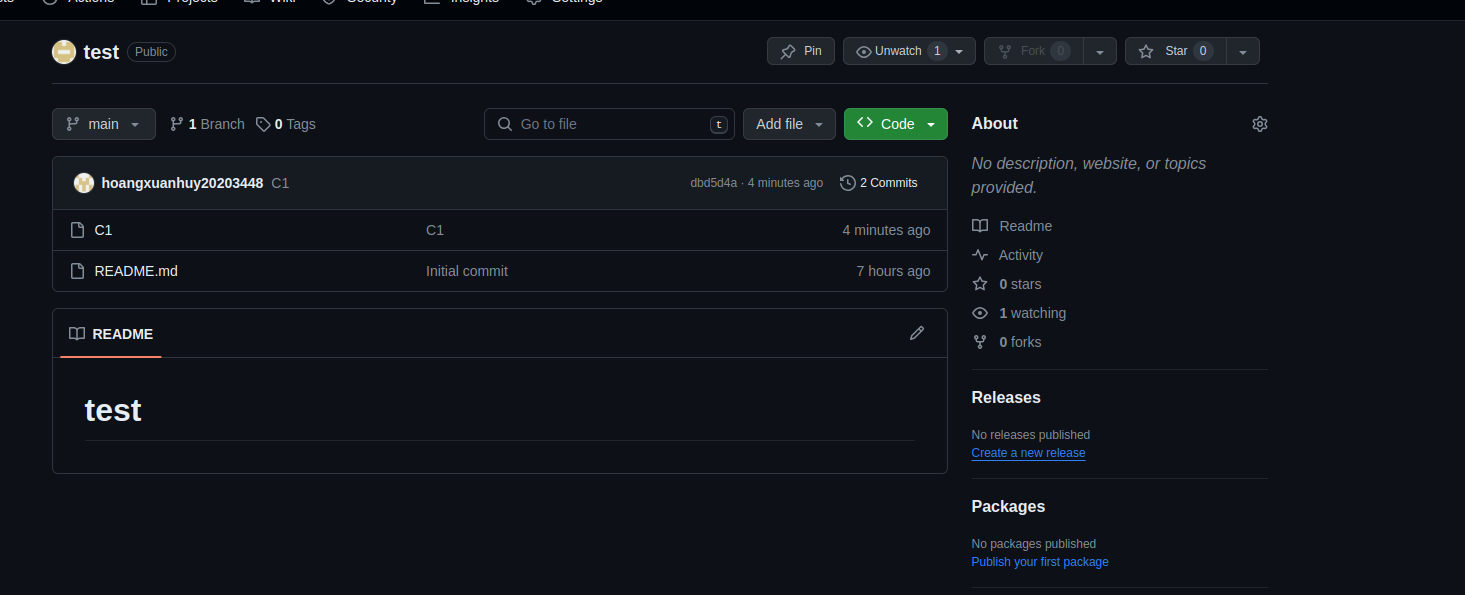 Actions Projects Wiki Security Insights Settings
test Public Pin Unwatch 1 Fork 0 Star 0
main 1 Branch 0 Tags Go to file t Add file Code
About
No description, website, or topics
provided.
hoangxuanhuy20203448 C1 dbd5d4a · 4 minutes ago 2 Commits
C1 C1 4 minutes ago
README.md Initial commit 7 hours ago
Readme
Activity
0 stars
1 watching
0 forks
README
test
Releases
No releases published
Create a new release
Packages
No packages published
Publish your first package